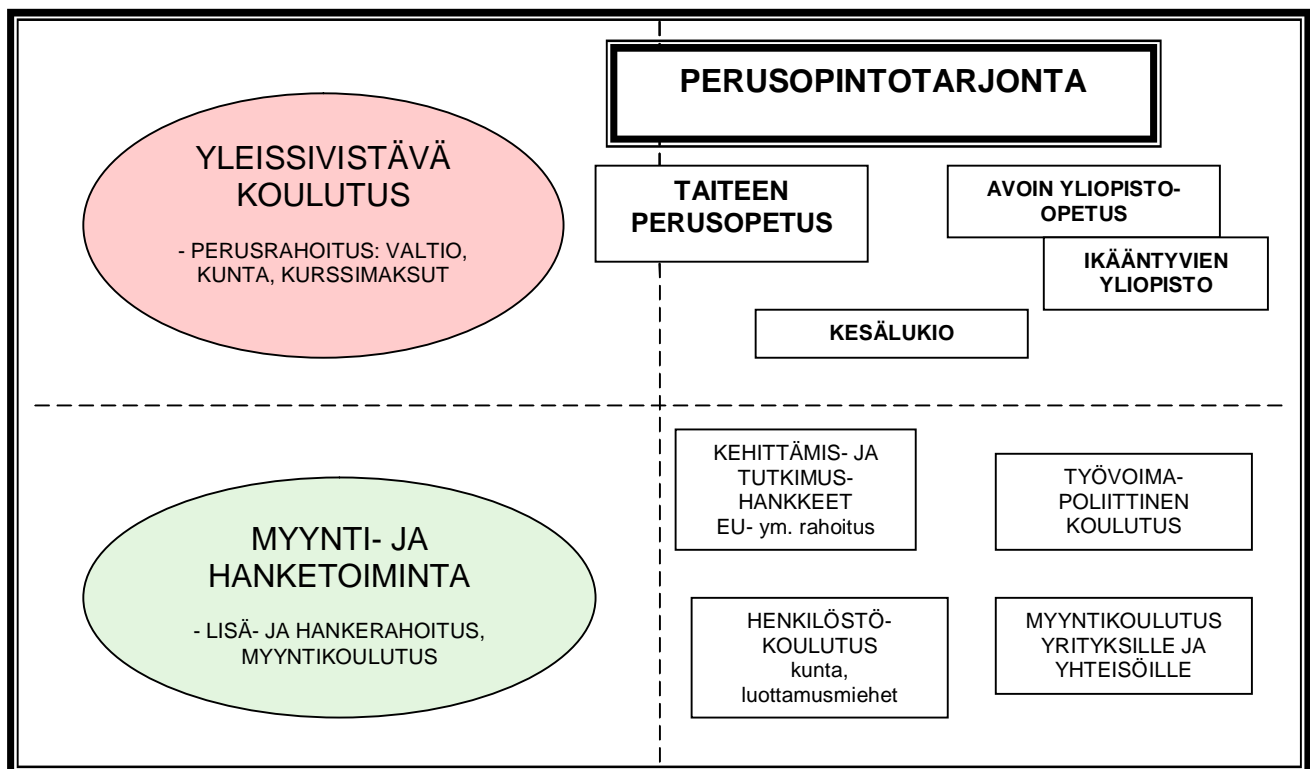 PERUSOPINTOTARJONTA
YLEISSIVISTÄVÄ
KOULUTUS
- PERUSRAHOITUS: VALTIO,
KUNTA, KURSSIMAKSUT
TAITEEN
PERUSOPETUS
AVOIN YLIOPISTO-
OPETUS
IKÄÄNTYVIEN
YLIOPISTO
KESÄLUKIO
MYYNTI- JA
HANKETOIMINTA
- LISÄ- JA HANKERAHOITUS,
MYYNTIKOULUTUS
KEHITTÄMIS- JA
TUTKIMUS-
HANKKEET
EU- ym. rahoitus
TYÖVOIMA-
POLIITTINEN
KOULUTUS
HENKILÖSTÖ-
KOULUTUS
kunta,
luottamusmiehet
MYYNTIKOULUTUS
YRITYKSILLE JA
YHTEISÖILLE